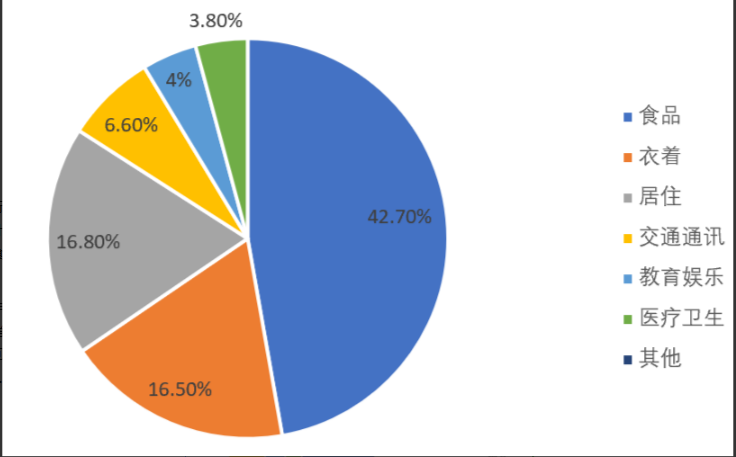 3.80%
4%
6.60%
42.70%
16.80%
16.50%
食品
衣着
居住
交通通讯
教育娱乐
医疗卫生
其他